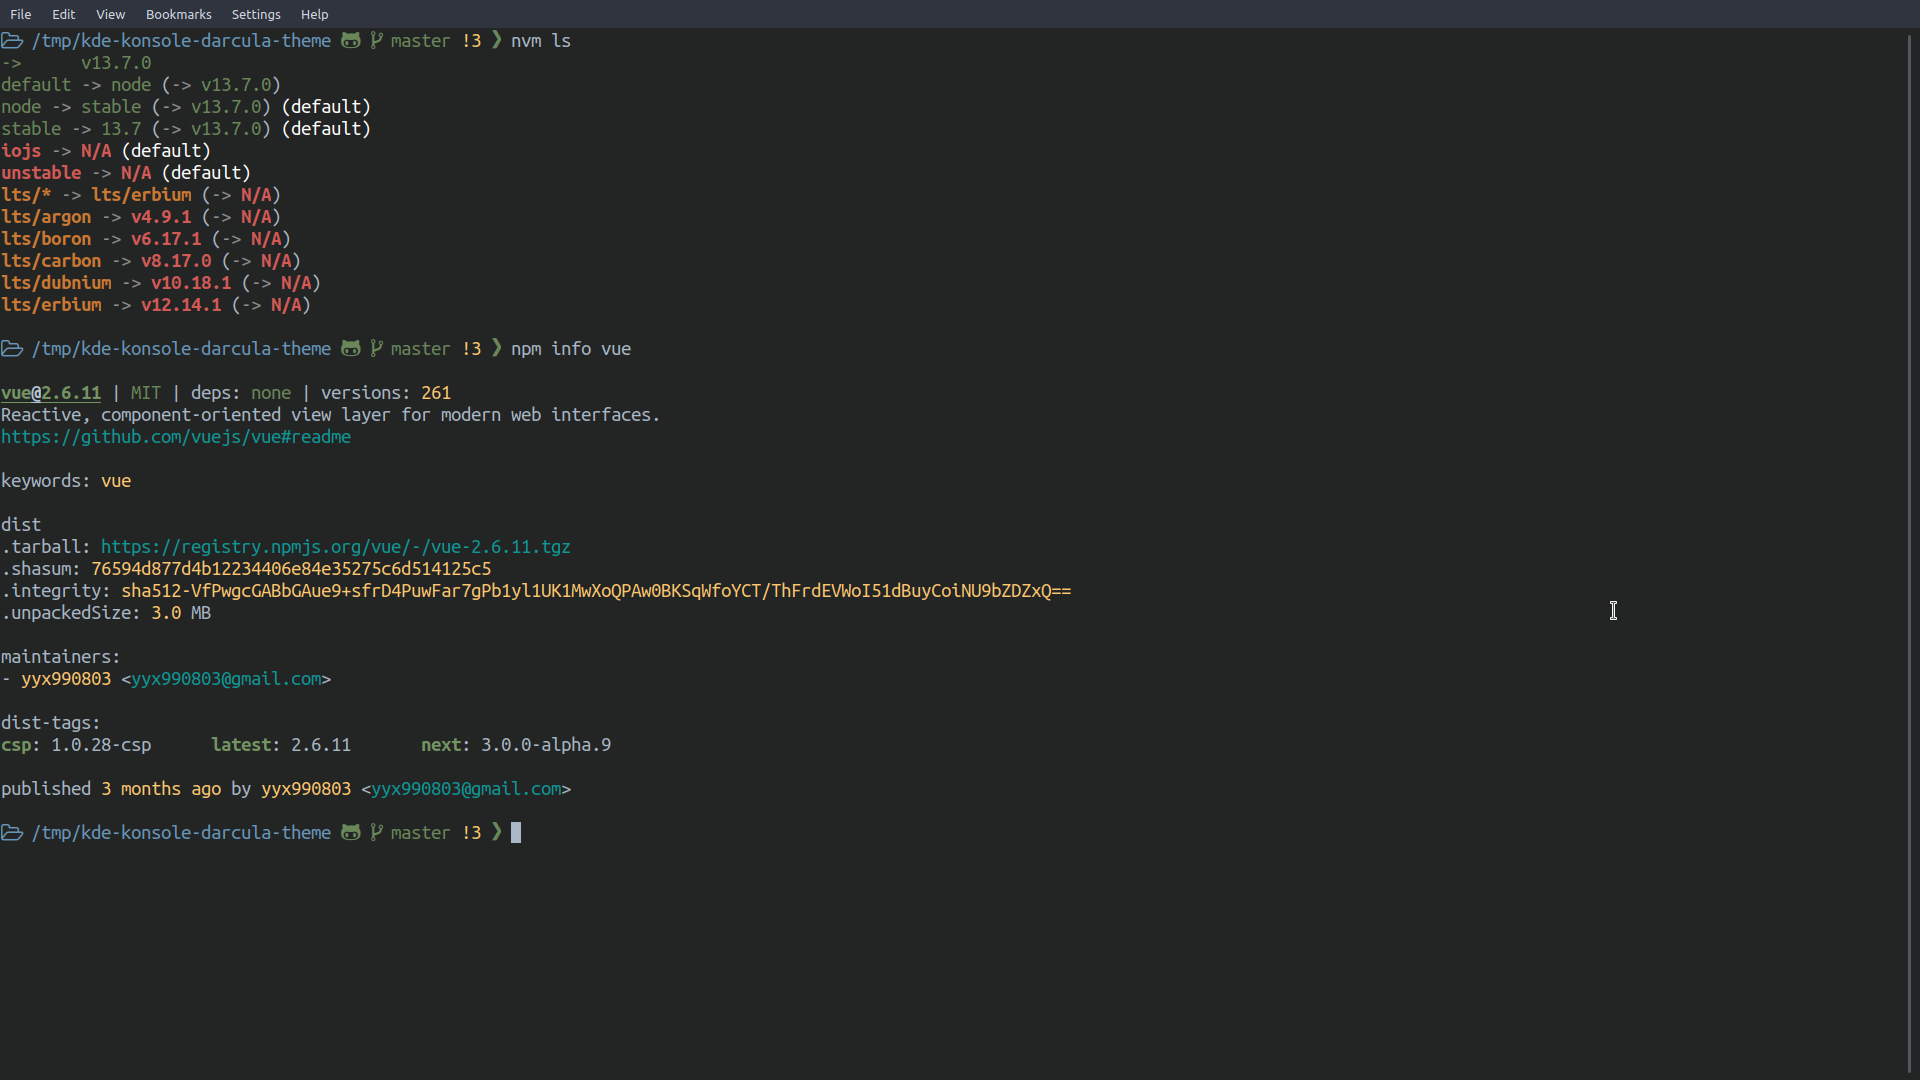 File Edit View Bookmarks Settings Help
/tmp/kde-konsole-darcula-theme master !3 ❯ nvm ls
-> v13.7.0
default -> node (-> v13.7.0)
node -> stable (-> v13.7.0) (default)
stable -> 13.7 (-> v13.7.0) (default)
iojs -> N/A (default)
unstable -> N/A (default)
lts/* -> lts/erbium (-> N/A)
lts/argon -> v4.9.1 (-> N/A)
lts/boron -> v6.17.1 (-> N/A)
lts/carbon -> v8.17.0 (-> N/A)
lts/dubnium -> v10.18.1 (-> N/A)
lts/erbium -> v12.14.1 (-> N/A)
/tmp/kde-konsole-darcula-theme master !3 ❯ npm info vue
vue@2.6.11 | MIT | deps: none | versions: 261
Reactive, component-oriented view layer for modern web interfaces.
https://github.com/vuejs/vue#readme
keywords: vue
dist
.tarball: https://registry.npmjs.org/vue/-/vue-2.6.11.tgz
.shasum: 76594d877d4b12234406e84e35275c6d514125c5
.integrity: sha512-VfPwgcGABbGAue9+sfrD4PuwFar7gPb1yl1UK1MwXoQPAw0BKSqWfoYCT/ThFrdEVWoI51dBuyCoiNU9bZDZxQ==
.unpackedSize: 3.0 MB
maintainers:
- yyx990803 <yyx990803@gmail.com>
dist-tags:
csp: 1.0.28-csp latest: 2.6.11 next: 3.0.0-alpha.9
published 3 months ago by yyx990803 <yyx990803@gmail.com>
/tmp/kde-konsole-darcula-theme master !3 ❯